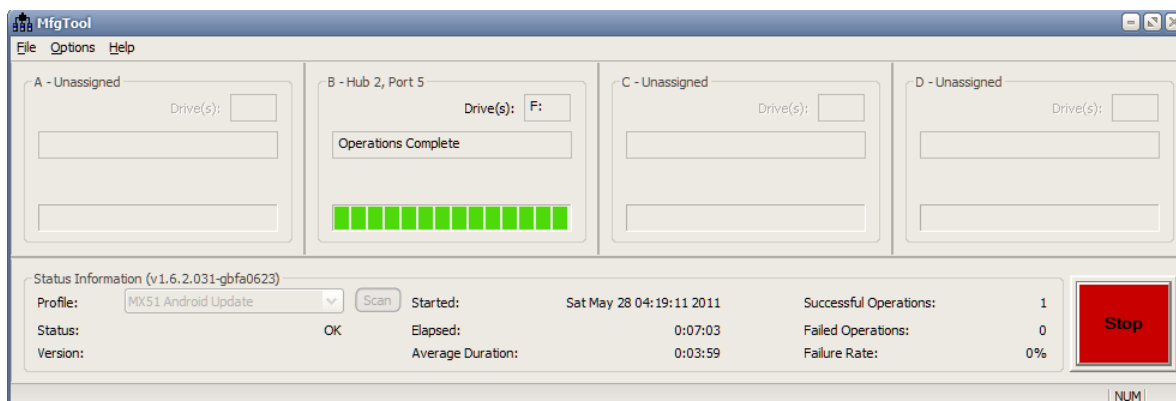 MfgTool
File Options Help
A - Unassigned
Drive(s):
B - Hub 2, Port 5
Drive(s): F:
Operations Complete
C - Unassigned
Drive(s):
D - Unassigned
Drive(s):
Status Information (v1.6.2.031-gbfa0623)
Profile: MX51 Android Update Scan Started: Sat May 28 04:19:11 2011 Successful Operations: 1
Status: OK Elapsed: 0:07:03 Failed Operations: 0
Version: Average Duration: 0:03:59 Failure Rate: 0%
Stop
NUM